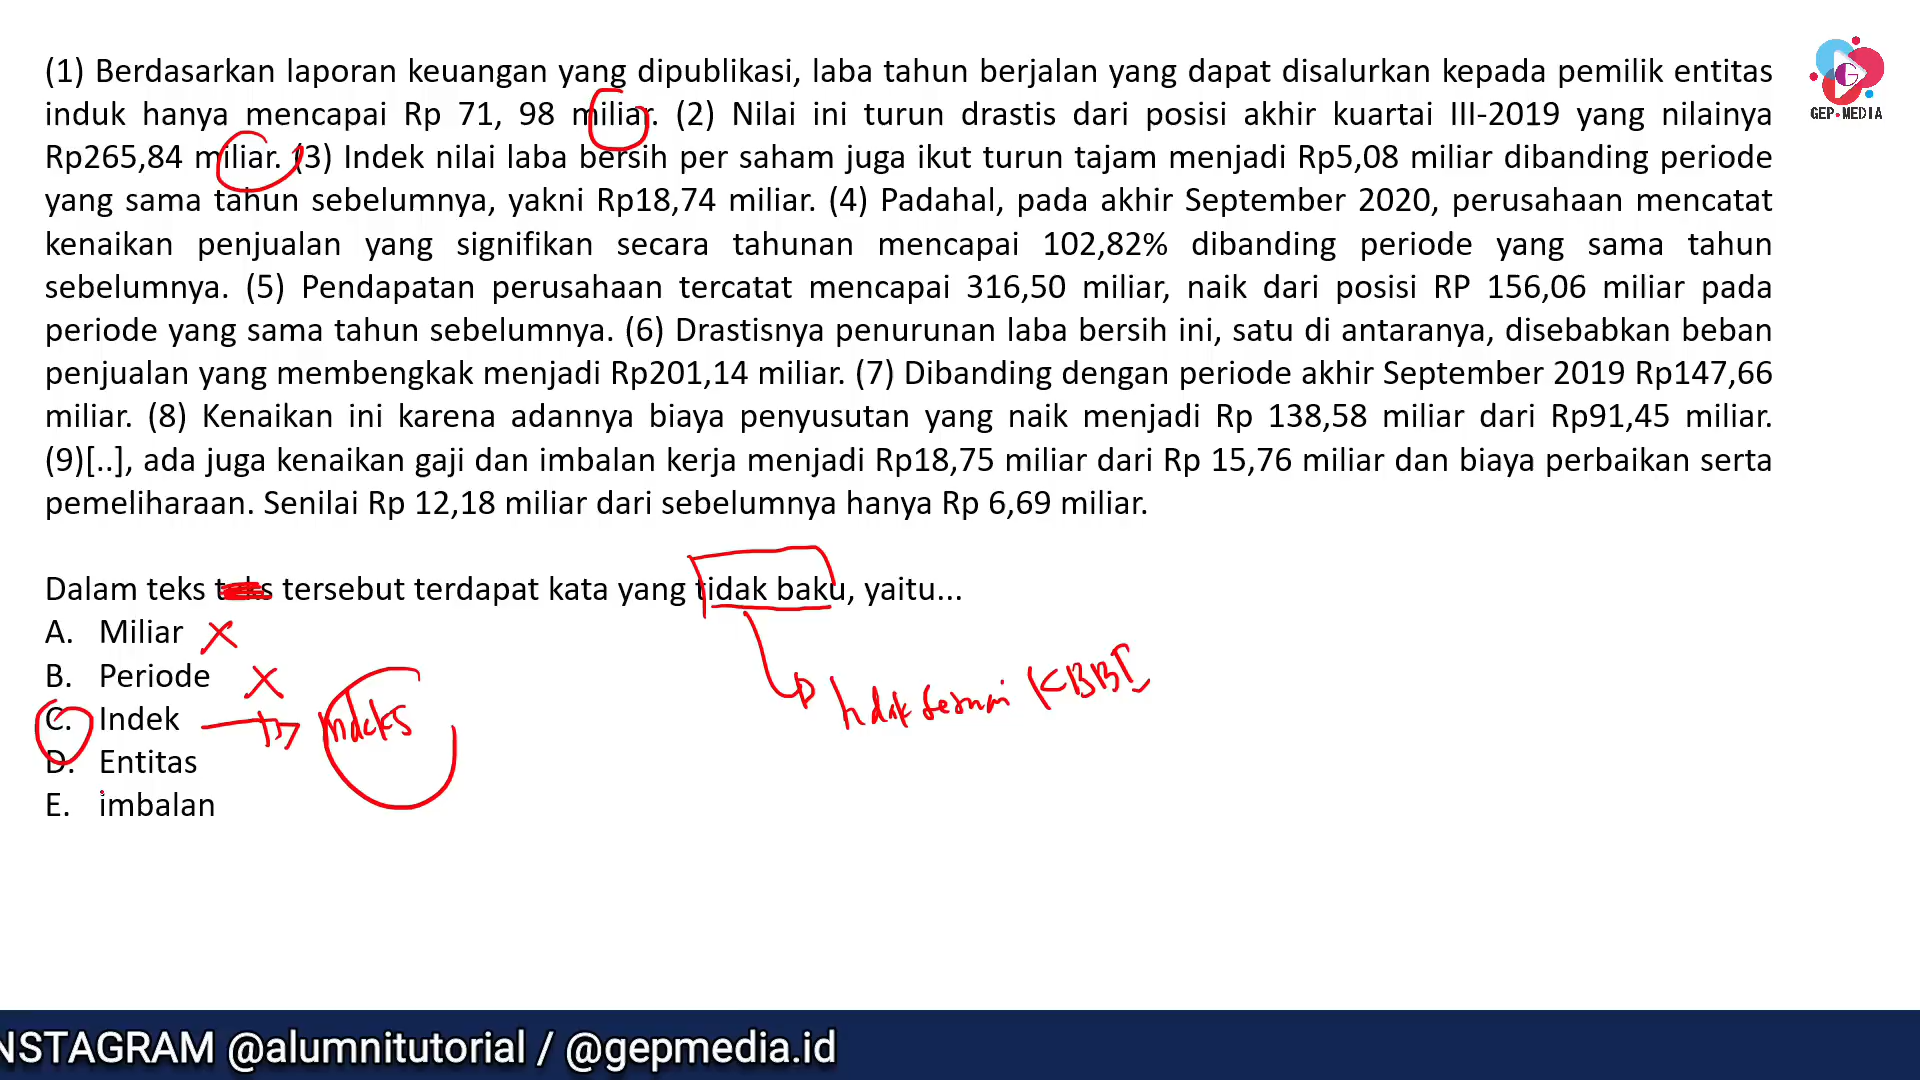 (1) Berdasarkan laporan keuangan yang dipublikasi, laba tahun berjalan yang dapat disalurkan kepada pemilik entitas
induk hanya mencapai Rp 71, 98 miliar. (2) Nilai ini turun drastis dari posisi akhir kuartai III-2019 yang nilainya
Rp265,84 miliar. (3) Indek nilai laba bersih per saham juga ikut turun tajam menjadi Rp5,08 miliar dibanding periode
yang sama tahun sebelumnya, yakni Rp18,74 miliar. (4) Padahal, pada akhir September 2020, perusahaan mencatat
kenaikan penjualan yang signifikan secara tahunan mencapai 102,82% dibanding periode yang sama tahun
sebelumnya. (5) Pendapatan perusahaan tercatat mencapai 316,50 miliar, naik dari posisi RP 156,06 miliar pada
periode yang sama tahun sebelumnya. (6) Drastisnya penurunan laba bersih ini, satu di antaranya, disebabkan beban
penjualan yang membengkak menjadi Rp201,14 miliar. (7) Dibanding dengan periode akhir September 2019 Rp147,66
miliar. (8) Kenaikan ini karena adannya biaya penyusutan yang naik menjadi Rp 138,58 miliar dari Rp91,45 miliar.
(9)[..], ada juga kenaikan gaji dan imbalan kerja menjadi Rp18,75 miliar dari Rp 15,76 miliar dan biaya perbaikan serta
pemeliharaan. Senilai Rp 12,18 miliar dari sebelumnya hanya Rp 6,69 miliar.
Dalam teks teks tersebut terdapat kata yang tidak baku, yaitu...
A. Miliar
B. Periode
C. Indek
Indeks
tdak sesuai KBBI
D. Entitas
E. imbalan
G
GEP MEDIA
NSTAGRAM @alumnitutorial / @gepmedia.id